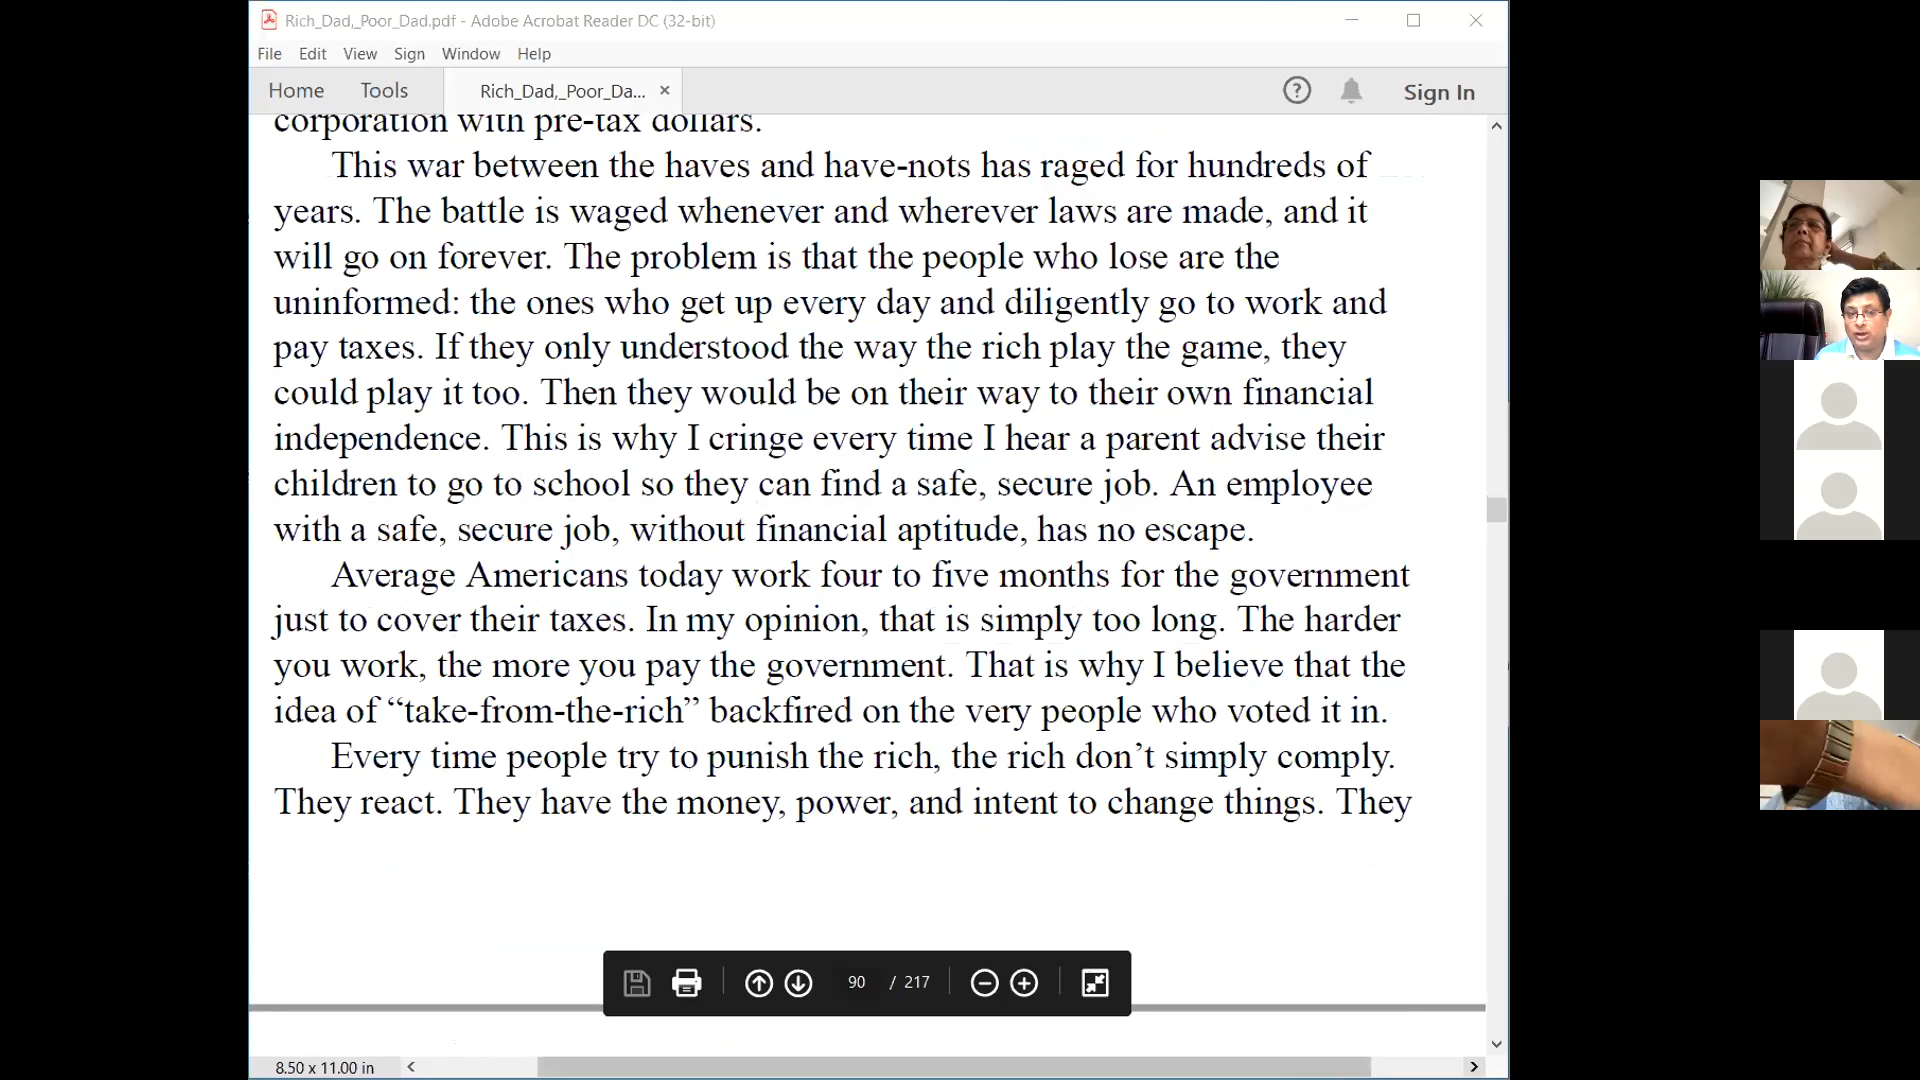 Rich_Dad,_Poor_Dad.pdf - Adobe Acrobat Reader DC (32-bit)
File Edit View Sign Window Help
Home Tools Rich_Dad,_Poor_Da... × Sign In
corporation with pre-tax dollars.
This war between the haves and have-nots has raged for hundreds of
years. The battle is waged whenever and wherever laws are made, and it
will go on forever. The problem is that the people who lose are the
uninformed: the ones who get up every day and diligently go to work and
pay taxes. If they only understood the way the rich play the game, they
could play it too. Then they would be on their way to their own financial
independence. This is why I cringe every time I hear a parent advise their
children to go to school so they can find a safe, secure job. An employee
with a safe, secure job, without financial aptitude, has no escape.
Average Americans today work four to five months for the government
just to cover their taxes. In my opinion, that is simply too long. The harder
you work, the more you pay the government. That is why I believe that the
idea of “take-from-the-rich” backfired on the very people who voted it in.
Every time people try to punish the rich, the rich don’t simply comply.
They react. They have the money, power, and intent to change things. They
90 / 217
8.50 x 11.00 in